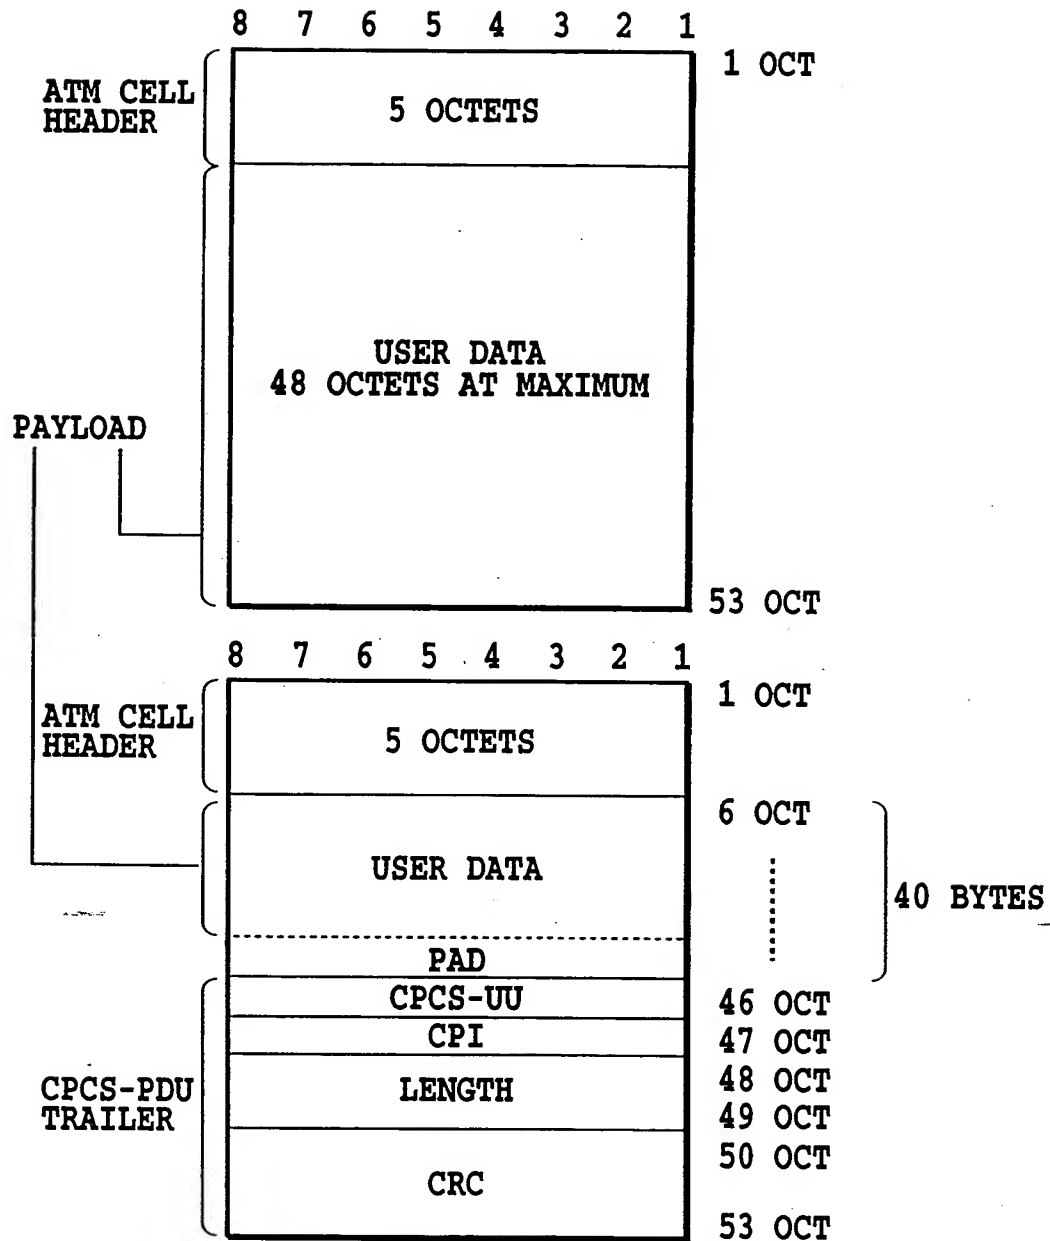 8 7 6 5 4 3 2 1
1 OCT
ATM CELL
HEADER
5 OCTETS
USER DATA
48 OCTETS AT MAXIMUM
PAYLOAD
53 OCT
8 7 6 5 4 3 2 1
1 OCT
ATM CELL
HEADER
5 OCTETS
6 OCT
USER DATA
40 BYTES
PAD
CPCS-UU
46 OCT
CPI
47 OCT
CPCS-PDU
TRAILER
LENGTH
48 OCT
49 OCT
50 OCT
CRC
53 OCT